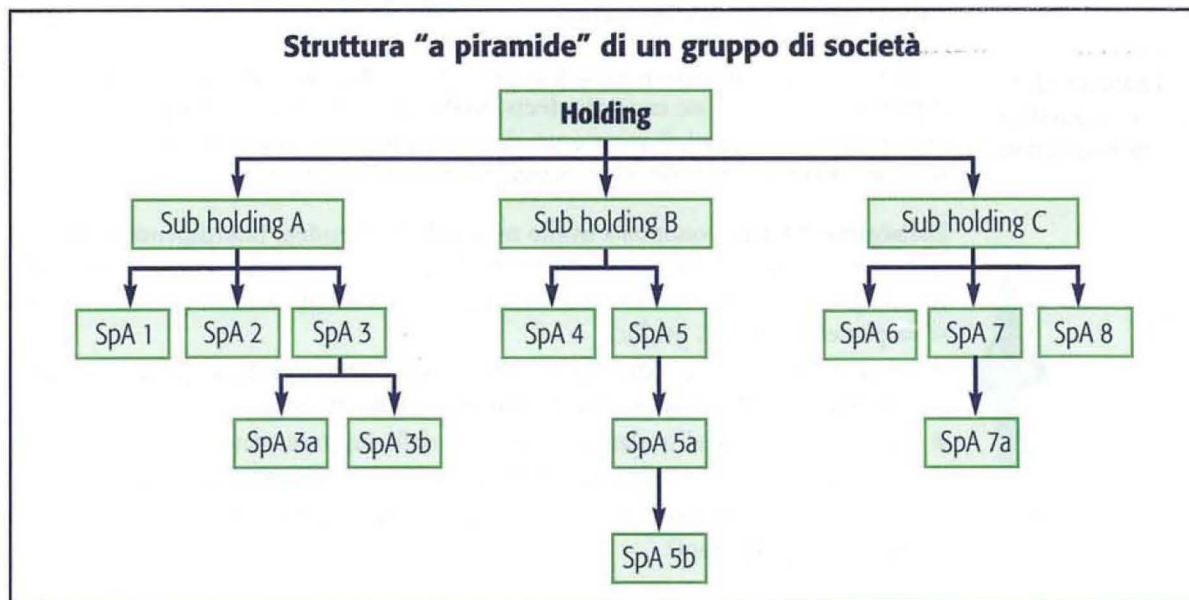 Struttura "a piramide" di un gruppo di società
Holding
Sub holding A
Sub holding B
Sub holding C
SpA 1
SpA 2
SpA 3
SpA 4
SpA 5
SpA 6
SpA 7
SpA 8
SpA 3a
SpA 3b
SpA 5a
SpA 7a
SpA 5b